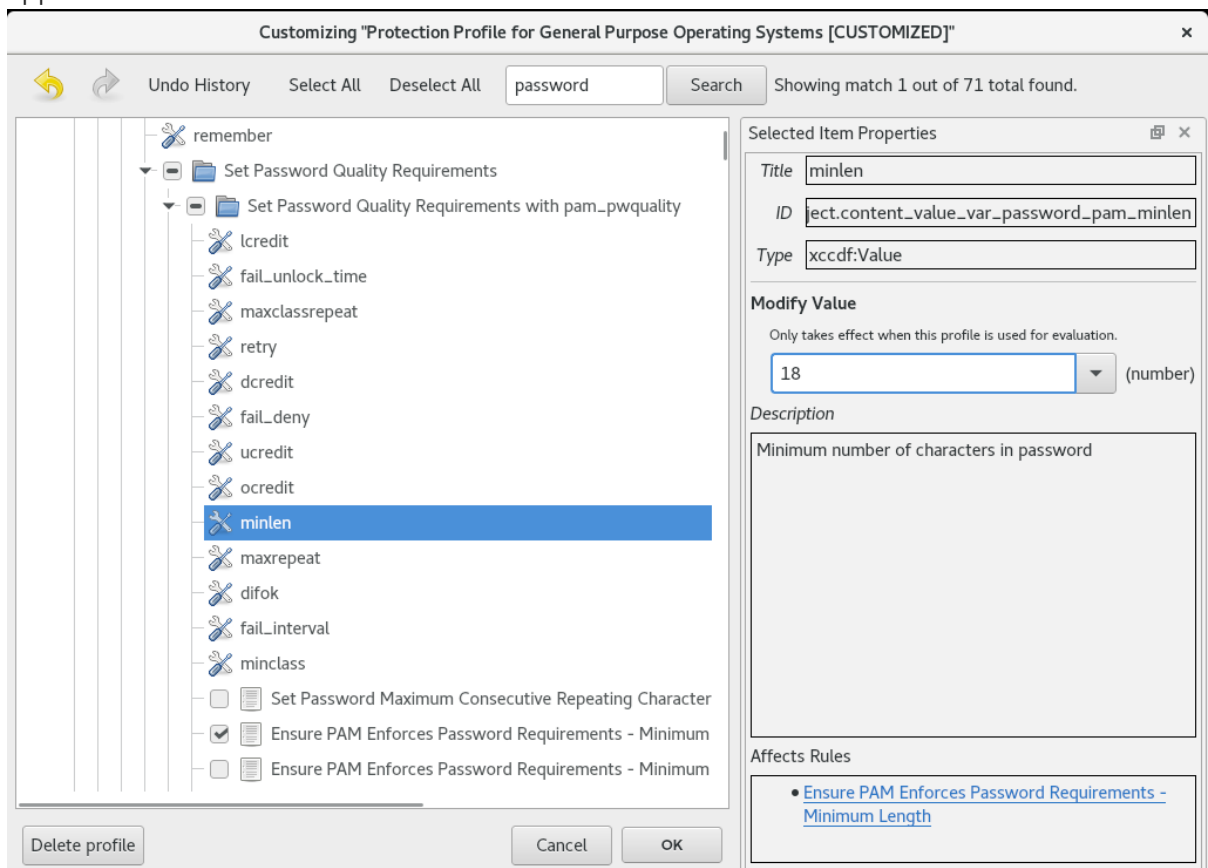 Customizing "Protection Profile for General Purpose Operating Systems [CUSTOMIZED]"
Undo History Select All Deselect All password Search Showing match 1 out of 71 total found.
remember
Set Password Quality Requirements
Set Password Quality Requirements with pam_pwquality
lcredit
fail_unlock_time
maxclassrepeat
retry
dcredit
fail_deny
ucredit
ocredit
minlen
maxrepeat
difok
fail_interval
minclass
Set Password Maximum Consecutive Repeating Character
Ensure PAM Enforces Password Requirements - Minimum
Ensure PAM Enforces Password Requirements - Minimum
Delete profile Cancel OK
Selected Item Properties
Title minlen
ID ject.content_value_var_password_pam_minlen
Type xccdf:Value
Modify Value
Only takes effect when this profile is used for evaluation.
18 (number)
Description
Minimum number of characters in password
Affects Rules
Ensure PAM Enforces Password Requirements -
Minimum Length